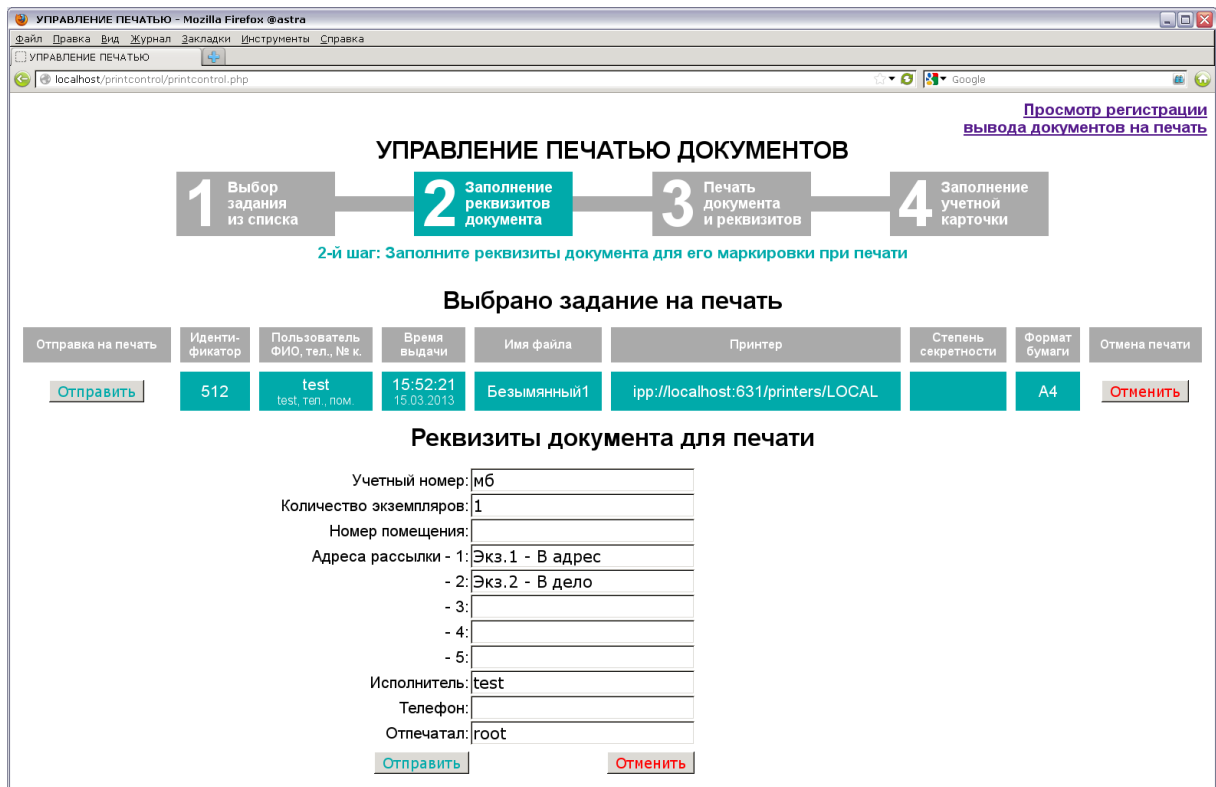 УПРАВЛЕНИЕ ПЕЧАТЬЮ - Mozilla Firefox @astra
Файл Правка Вид Журнал Закладки Инструменты Справка
УПРАВЛЕНИЕ ПЕЧАТЬЮ
localhost/printcontrol/printcontrol.php Google
Просмотр регистрации
вывода документов на печать
УПРАВЛЕНИЕ ПЕЧАТЬЮ ДОКУМЕНТОВ
1 Выбор задания из списка
2 Заполнение реквизитов документа
3 Печать документа и реквизитов
4 Заполнение учетной карточки
2-й шаг: Заполните реквизиты документа для его маркировки при печати
Выбрано задание на печать
Отправка на печать Иденти-фикатор Пользователь ФИО, тел., № к. Время выдачи Имя файла Принтер Степень секретности Формат бумаги Отмена печати
Отправить 512 test test, тел., пом. 15:52:21 15.03.2013 Безымянный1 ipp://localhost:631/printers/LOCAL A4 Отменить
Реквизиты документа для печати
Учетный номер: мб
Количество экземпляров: 1
Номер помещения:
Адреса рассылки - 1: Экз.1 - В адрес
- 2: Экз.2 - В дело
- 3:
- 4:
- 5:
Исполнитель: test
Телефон:
Отпечатал: root
Отправить Отменить